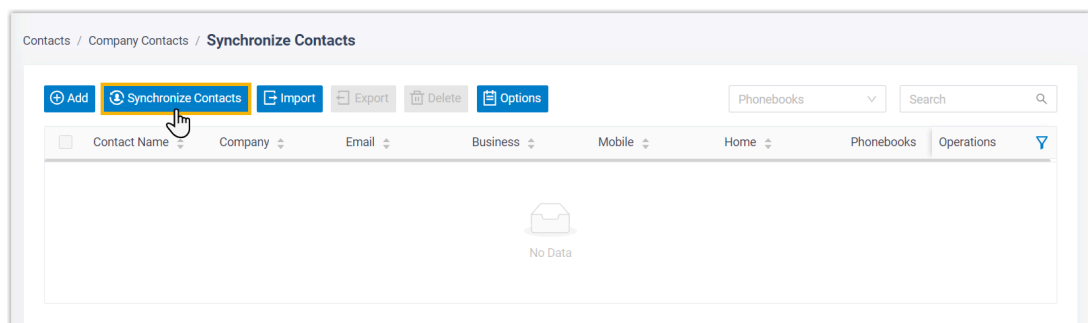 Contacts / Company Contacts / Synchronize Contacts
Add Synchronize Contacts Import Export Delete Options Phonebooks Search
Contact Name Company Email Business Mobile Home Phonebooks Operations
No Data